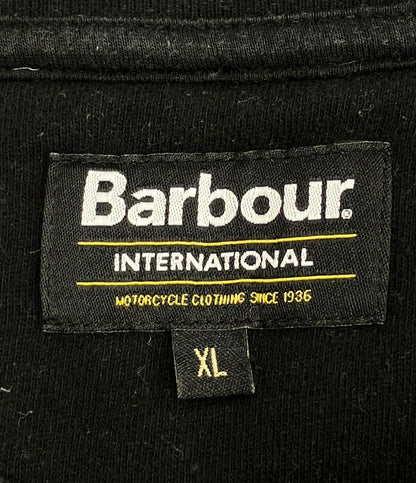 Barbour®
INTERNATIONAL
MOTORCYCLE CLOTHING SINCE 1936
XL